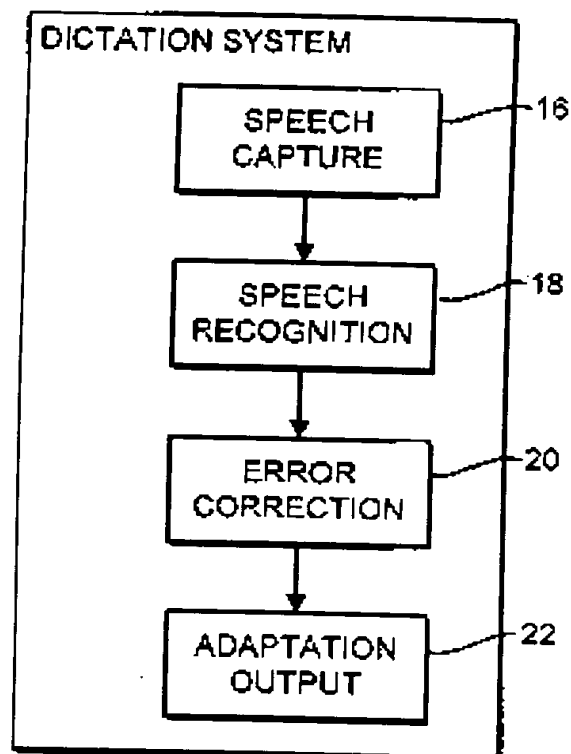 DICTATION SYSTEM
SPEECH
CAPTURE
16
SPEECH
RECOGNITION
18
ERROR
CORRECTION
20
ADAPTATION
OUTPUT
22